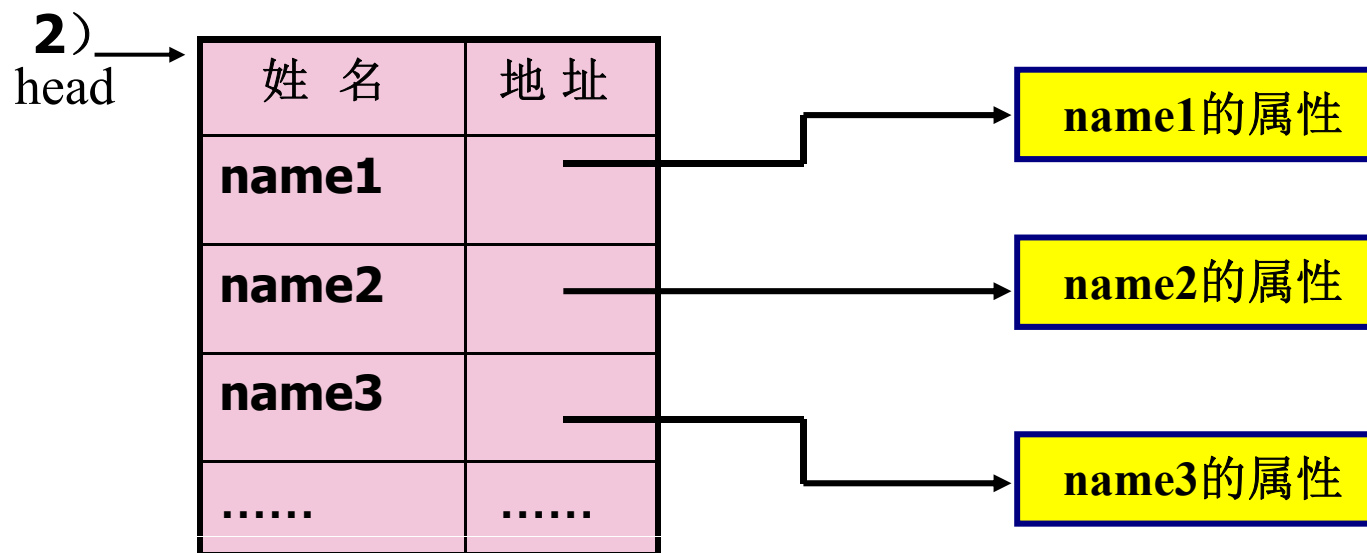 2）
head
姓 名 地 址
name1
name2
name3
...... ......
name1的属性
name2的属性
name3的属性